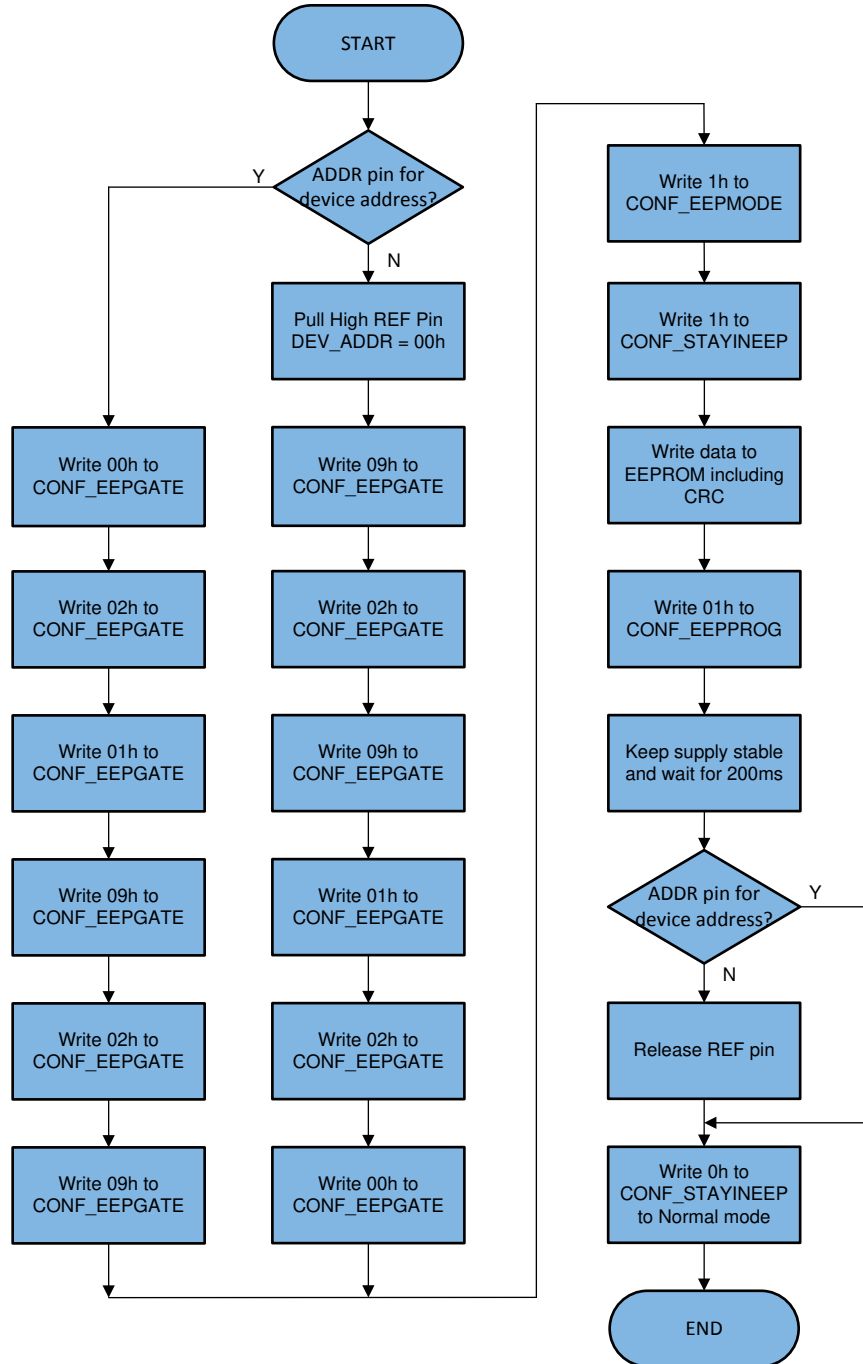 START
ADDR pin for
device address?
Y
N
Pull High REF Pin
DEV_ADDR = 00h
Write 00h to
CONF_EEPGATE
Write 02h to
CONF_EEPGATE
Write 01h to
CONF_EEPGATE
Write 09h to
CONF_EEPGATE
Write 02h to
CONF_EEPGATE
Write 09h to
CONF_EEPGATE
Write 09h to
CONF_EEPGATE
Write 02h to
CONF_EEPGATE
Write 09h to
CONF_EEPGATE
Write 01h to
CONF_EEPGATE
Write 02h to
CONF_EEPGATE
Write 00h to
CONF_EEPGATE
Write 1h to
CONF_EEPMODE
Write 1h to
CONF_STAYINEEP
Write data to
EEPROM including
CRC
Write 01h to
CONF_EEPPROG
Keep supply stable
and wait for 200ms
ADDR pin for
device address?
Y
N
Release REF pin
Write 0h to
CONF_STAYINEEP
to Normal mode
END